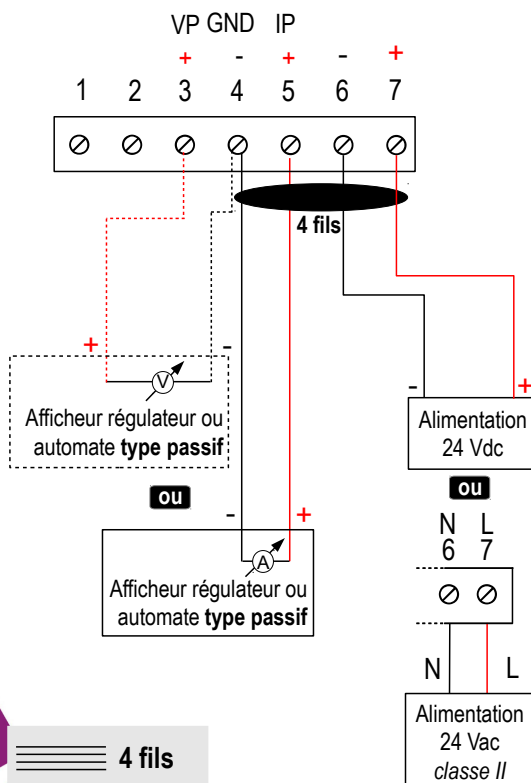 VP GND IP
+ - + - +
1 2 3 4 5 6 7
4 fils
+ -
V
Afficheur régulateur ou
automate type passif
ou
- +
A
Afficheur régulateur ou
automate type passif
- +
Alimentation
24 Vdc
ou
N L
6 7
N L
Alimentation
24 Vac
classe II
4 fils